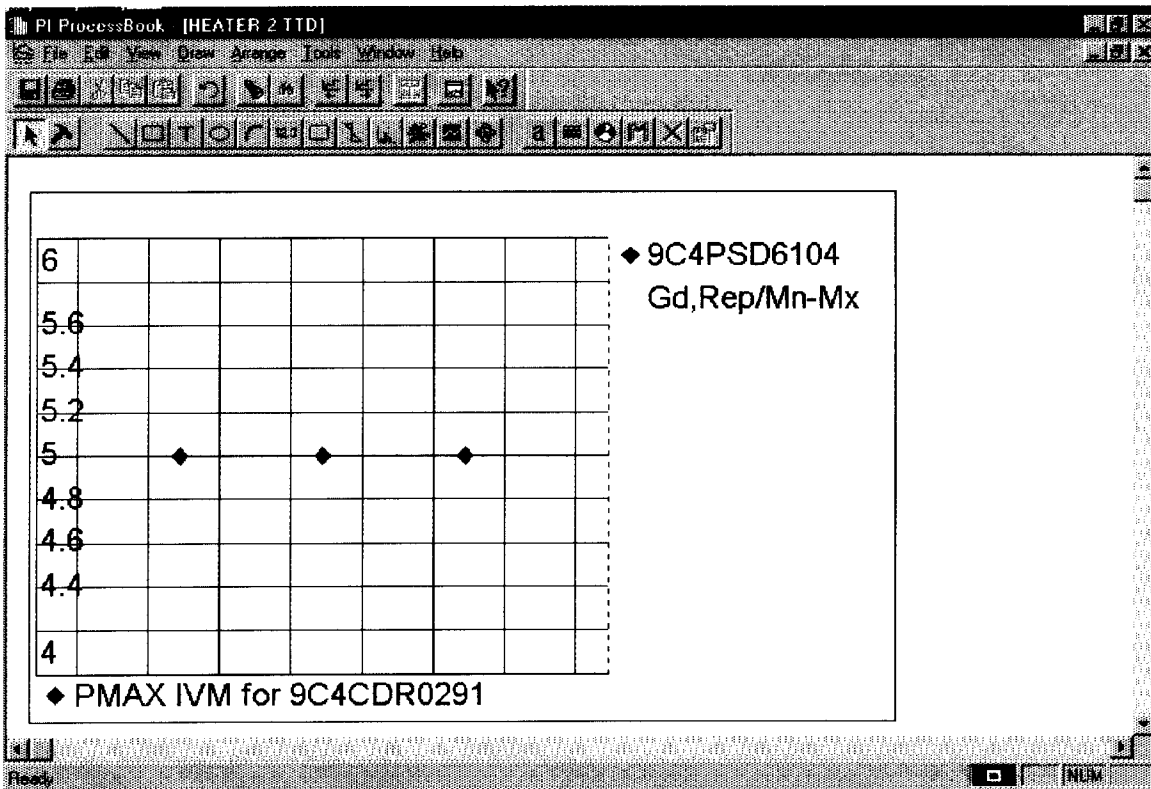 PI ProcessBook - [HEATER 2 TTD]
File Edit View Draw Arrange Tools Window Help
6
5.6
5.4
5.2
5
4.8
4.6
4.4
4
9C4PSD6104
Gd,Rep/Mn-Mx
PMAX IVM for 9C4CDR0291
Ready
NUM